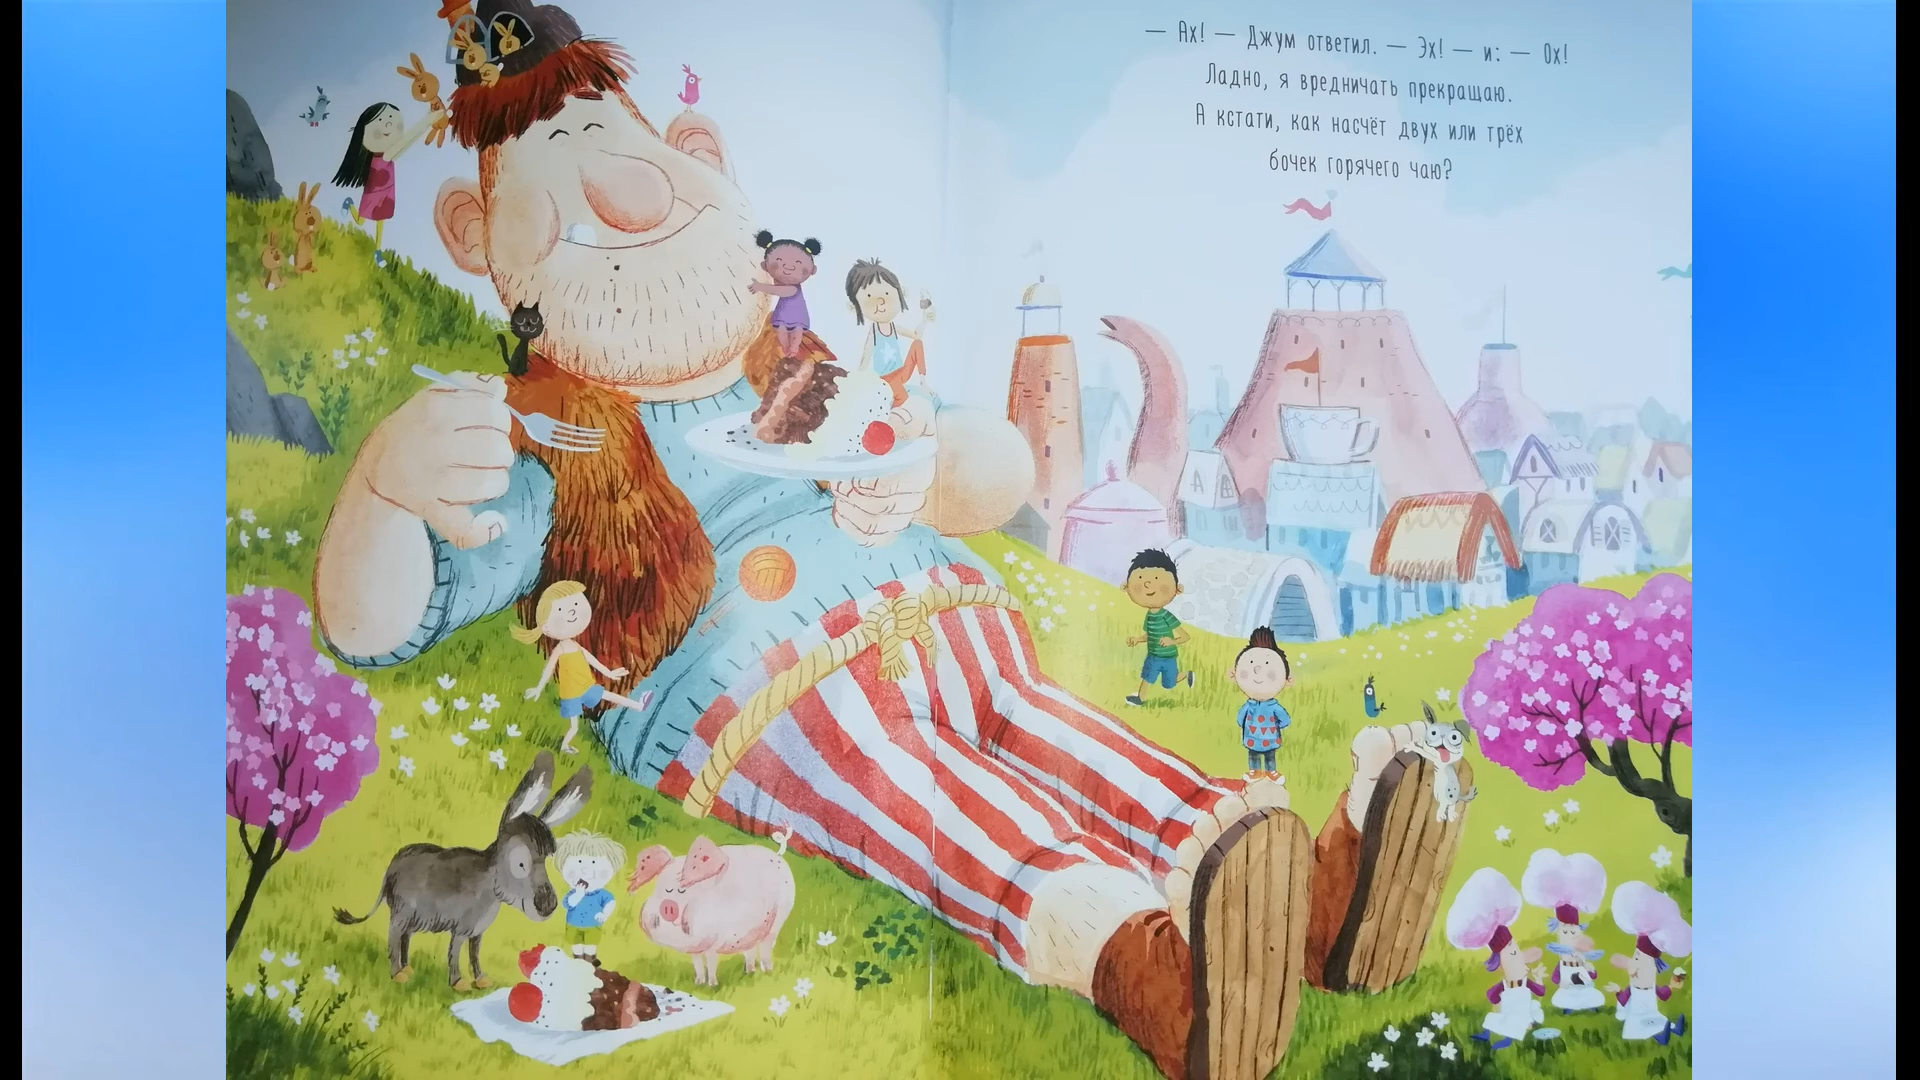 — Ах! — Джум ответил. — Эх! — и: — Ох!
Ладно, я вредничать прекращаю.
А кстати, как насчёт двух или трёх
бочек горячего чаю?